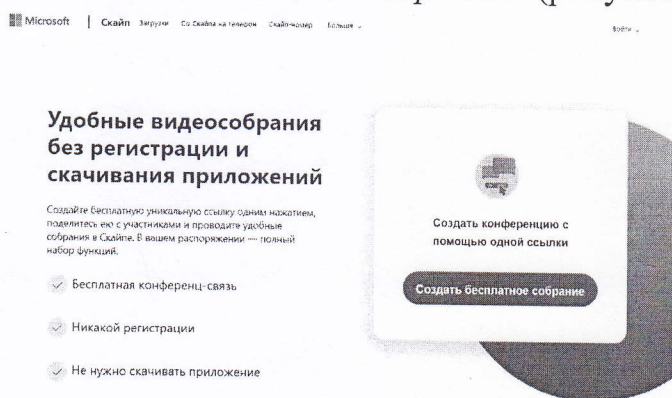 Microsoft | Скайп Загрузки Со Скайпа на телефон Скайп-номер Больше
Войти
Удобные видеособрания
без регистрации и
скачивания приложений
Создайте бесплатную уникальную ссылку одним нажатием,
поделитесь ею с участниками и проводите удобные
собрания в Скайпе. В вашем распоряжении — полный
набор функций.
Бесплатная конференц-связь
Никакой регистрации
Не нужно скачивать приложение
Создать конференцию с
помощью одной ссылки
Создать бесплатное собрание